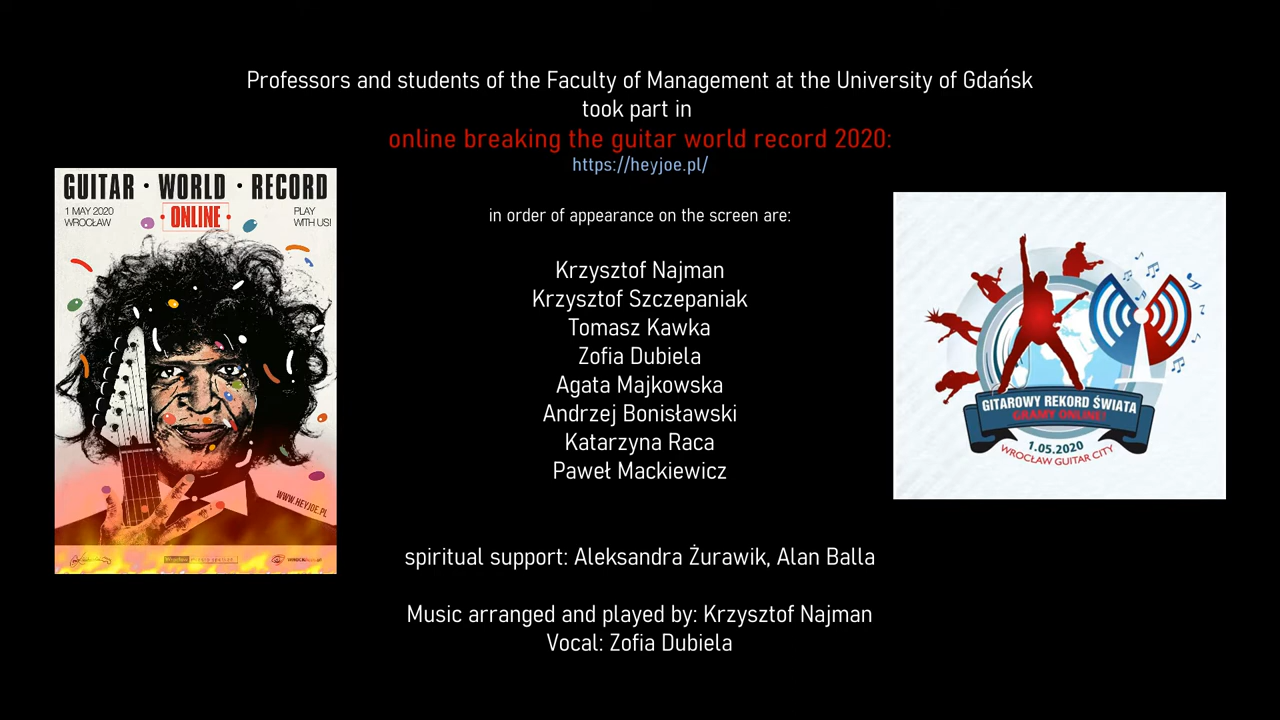 Professors and students of the Faculty of Management at the University of Gdańsk
took part in
online breaking the guitar world record 2020:
https://heyjoe.pl/
GUITAR · WORLD · RECORD
1 MAY 2020
WROCŁAW
· ONLINE ·
PLAY
WITH US!
WWW.HEYJOE.PL
in order of appearance on the screen are:
Krzysztof Najman
Krzysztof Szczepaniak
Tomasz Kawka
Zofia Dubiela
Agata Majkowska
Andrzej Bonisławski
Katarzyna Raca
Paweł Mackiewicz
GITAROWY REKORD ŚWIATA
GRAMY ONLINE!
1.05.2020
WROCŁAW GUITAR CITY
spiritual support: Aleksandra Żurawik, Alan Balla
Music arranged and played by: Krzysztof Najman
Vocal: Zofia Dubiela